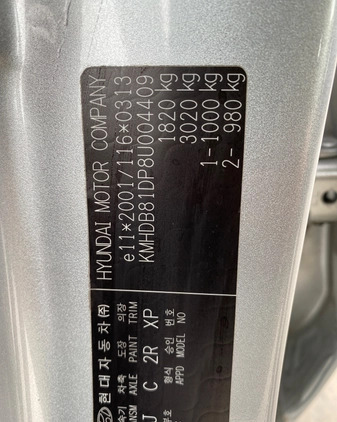 HYUNDAI MOTOR COMPANY
e11*2001/116*0313
KMHDB81DP8U004409
1820 kg
3020 kg
1-1000 kg
2- 980 kg
현대자동차(주)
차축 도장 의장
AXLE PAINT TRIM
C 2R XP
형식 승인 번호
APPD MODEL NO